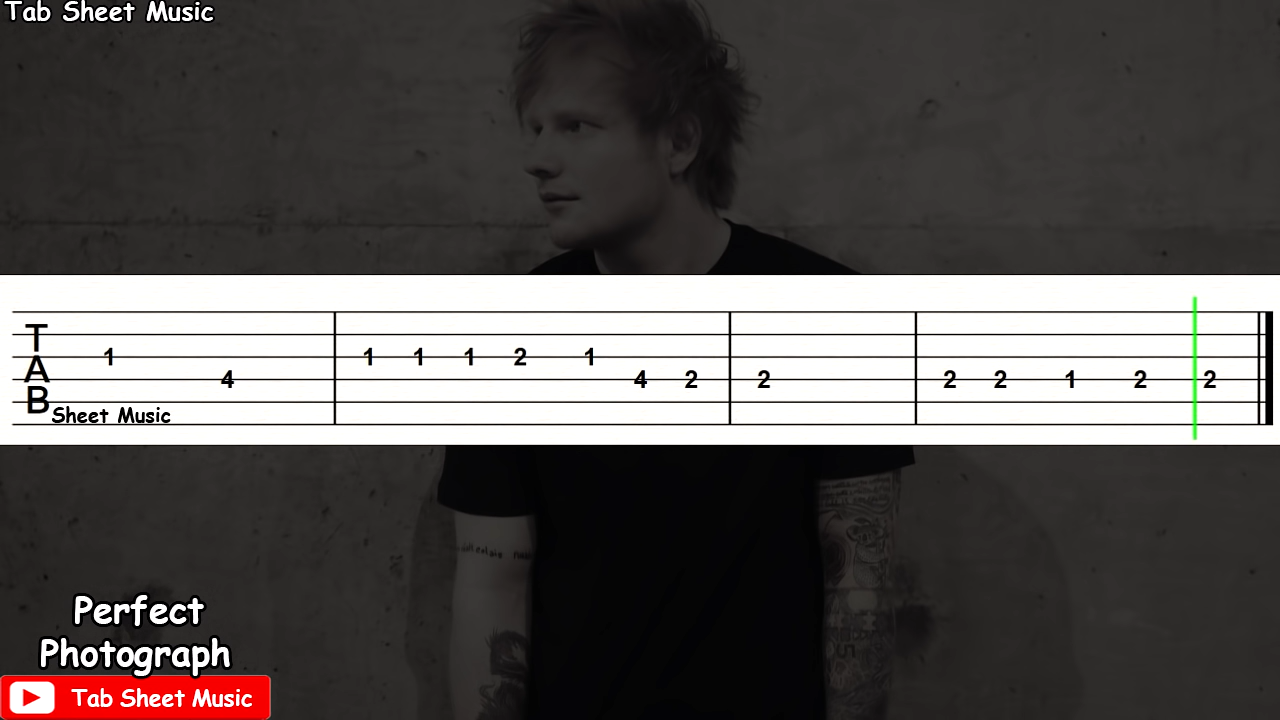 Tab Sheet Music
T
A
B
1 4 1 1 1 2 1 4 2 2 2 2 1 2 2
Sheet Music
Perfect
Photograph
Tab Sheet Music